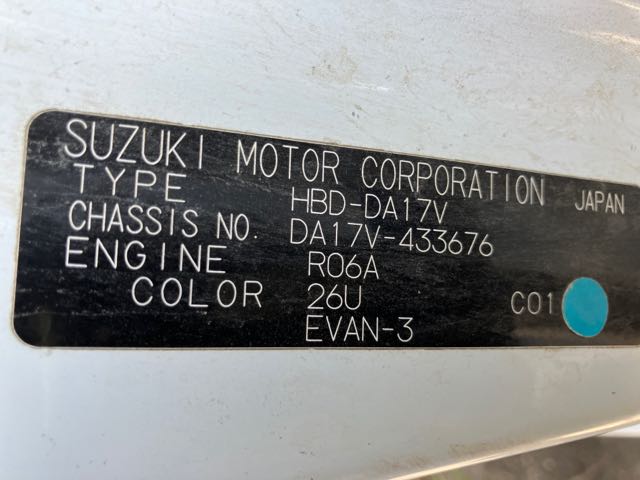 SUZUKI MOTOR CORPORATION JAPAN
TYPE HBD-DA17V
CHASSIS NO. DA17V-433676
ENGINE R06A
COLOR 26U C01
EVAN-3